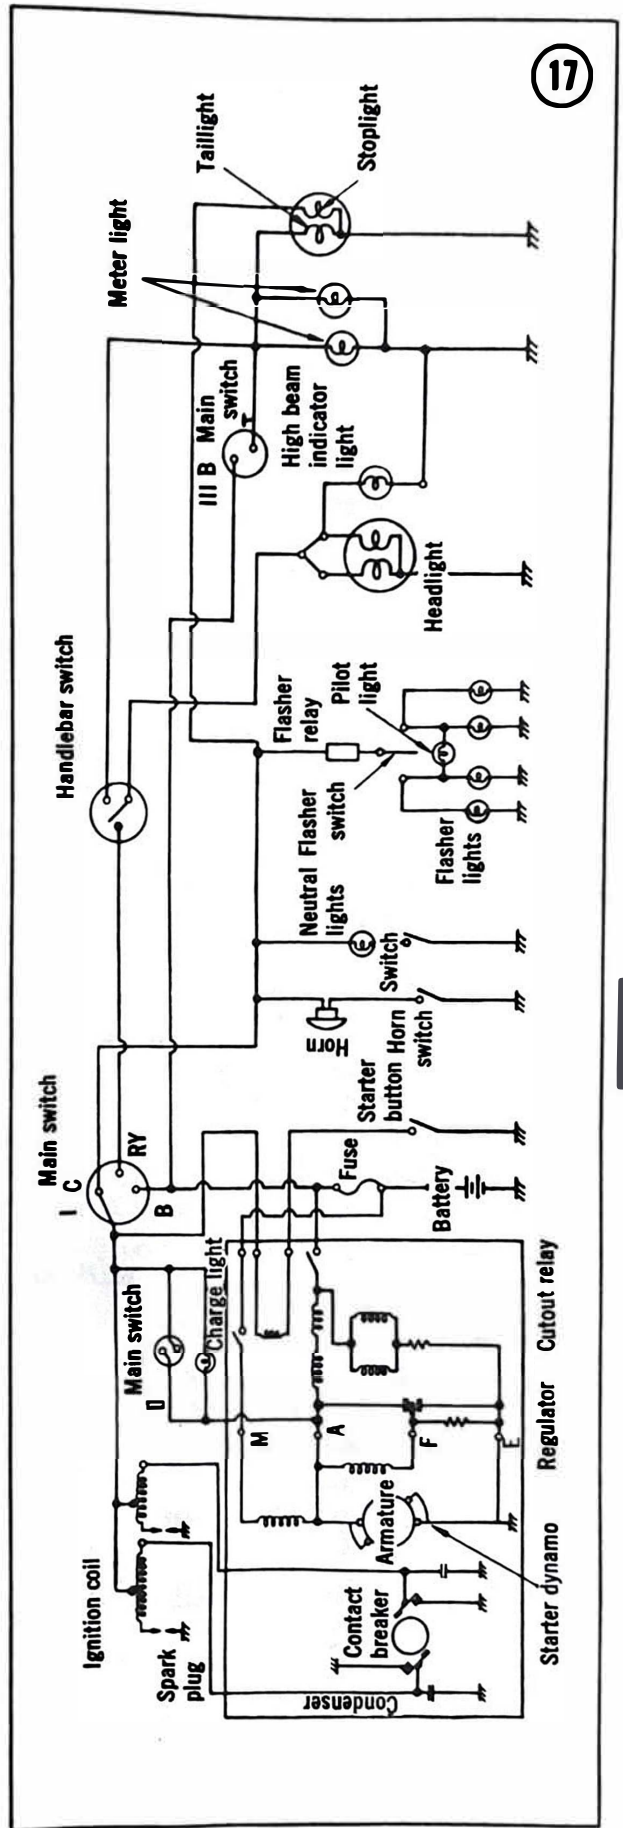 17
Taillight
Stoplight
Meter light
Main
switch
III B
T
High beam
indicator
light
Headlight
Handlebar switch
Flasher
relay
Pilot
light
Flasher
switch
Flasher
lights
Neutral
lights
Switch
Horn
Horn
switch
Starter
button
Main switch
I
C
RY
B
Fuse
Battery
Main switch
D
Charge light
M
A
F
E
Cutout relay
Regulator
Starter dynamo
Armature
Ignition coil
Spark
plug
Contact
breaker
Condenser